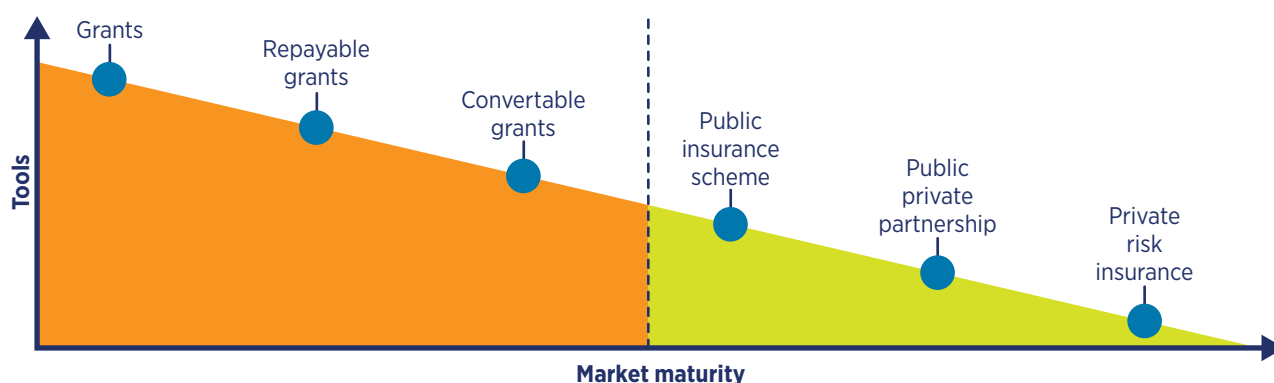 Grants
Repayable
grants
Convertable
grants
Public
insurance
scheme
Public
private
partnership
Private
risk
insurance
Tools
Market maturity